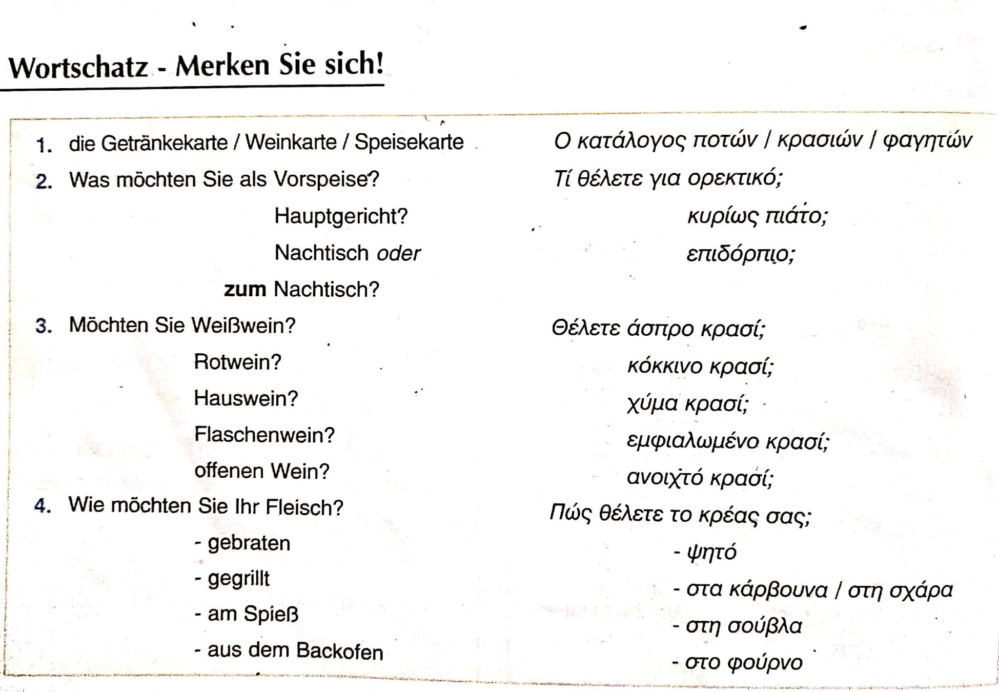 Wortschatz - Merken Sie sich!
1. die Getränkekarte / Weinkarte / Speisekarte Ο κατάλογος ποτών / κρασιών / φαγητών
2. Was möchten Sie als Vorspeise? Τί θέλετε για ορεκτικό;
Hauptgericht? κυρίως πιάτο;
Nachtisch oder επιδόρπιο;
zum Nachtisch?
3. Möchten Sie Weißwein? Θέλετε άσπρο κρασί;
Rotwein? κόκκινο κρασί;
Hauswein? χύμα κρασί;
Flaschenwein? εμφιαλωμένο κρασί;
offenen Wein? ανοιχτό κρασί;
4. Wie möchten Sie Ihr Fleisch? Πώς θέλετε το κρέας σας;
- gebraten - ψητό
- gegrillt - στα κάρβουνα / στη σχάρα
- am Spieß - στη σούβλα
- aus dem Backofen - στο φούρνο